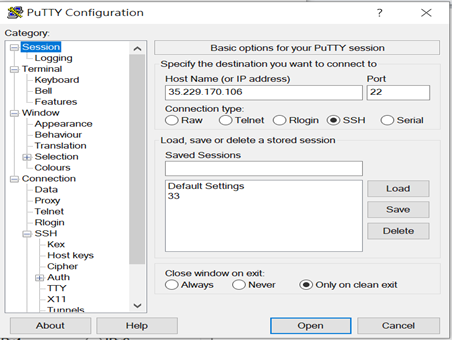 PuTTY Configuration
Category:
Session
Logging
Terminal
Keyboard
Bell
Features
Window
Appearance
Behaviour
Translation
Selection
Colours
Connection
Data
Proxy
Telnet
Rlogin
SSH
Kex
Host keys
Cipher
Auth
TTY
X11
Tunnels
Basic options for your PuTTY session
Specify the destination you want to connect to
Host Name (or IP address) Port
35.229.170.106 22
Connection type:
Raw Telnet Rlogin SSH Serial
Load, save or delete a stored session
Saved Sessions
Default Settings
33
Load
Save
Delete
Close window on exit:
Always Never Only on clean exit
About Help Open Cancel